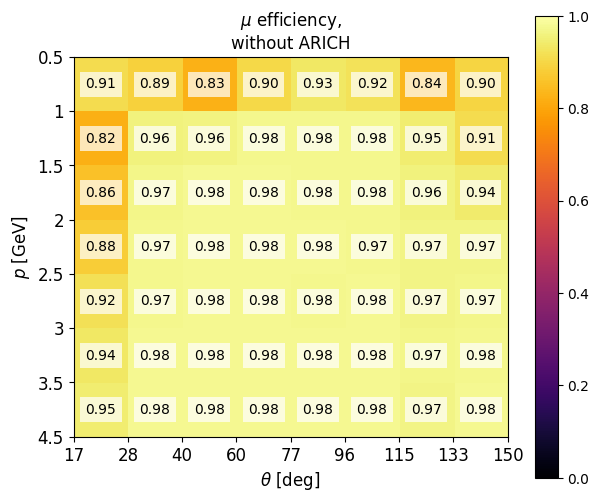 μ efficiency,
without ARICH
0.5
0.91 0.89 0.83 0.90 0.93 0.92 0.84 0.90
1
0.82 0.96 0.96 0.98 0.98 0.98 0.95 0.91
1.5
0.86 0.97 0.98 0.98 0.98 0.98 0.96 0.94
2
0.88 0.97 0.98 0.98 0.98 0.97 0.97 0.97
2.5
0.92 0.97 0.98 0.98 0.98 0.98 0.97 0.97
3
0.94 0.98 0.98 0.98 0.98 0.98 0.97 0.98
3.5
0.95 0.98 0.98 0.98 0.98 0.98 0.97 0.98
4.5
p [GeV]
17 28 40 60 77 96 115 133 150
θ [deg]
1.0
0.8
0.6
0.4
0.2
0.0